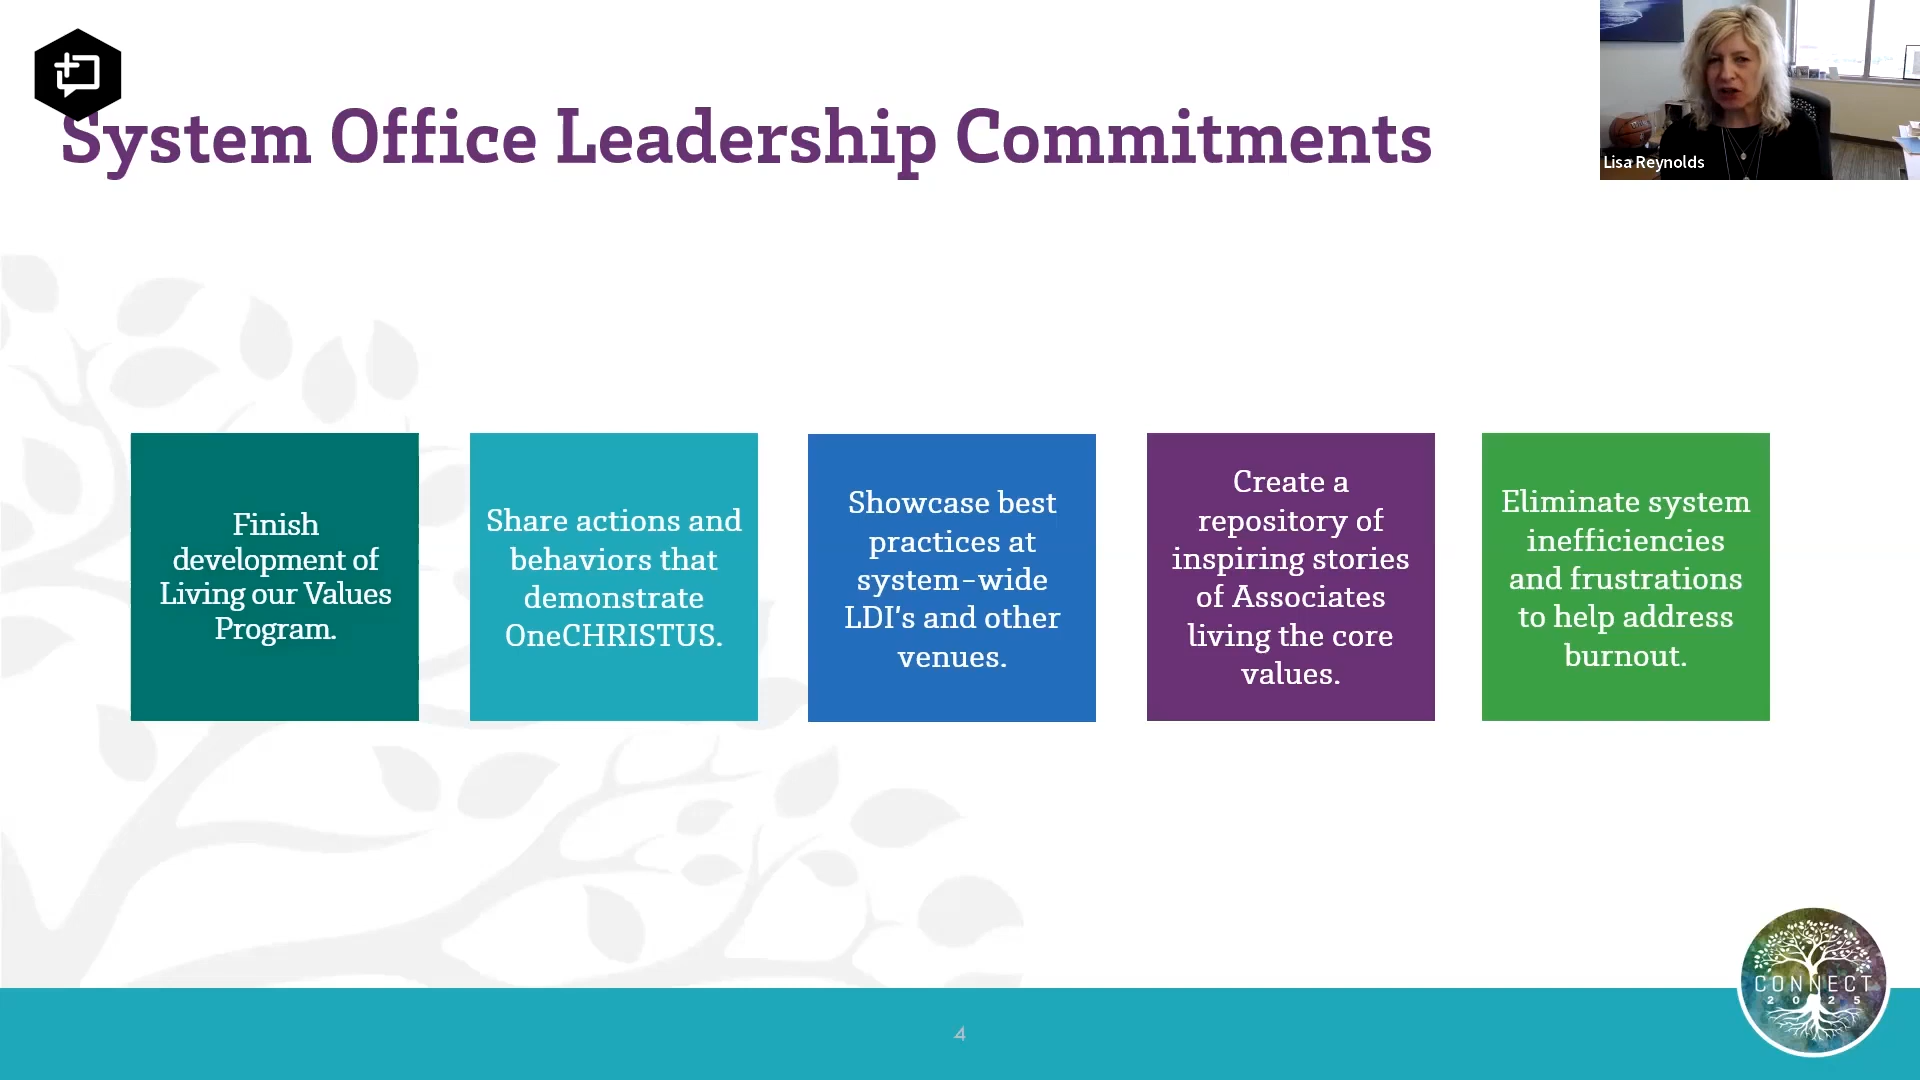 System Office Leadership Commitments
Lisa Reynolds
Finish
development of
Living our Values
Program.
Share actions and
behaviors that
demonstrate
OneCHRISTUS.
Showcase best
practices at
system-wide
LDI's and other
venues.
Create a
repository of
inspiring stories
of Associates
living the core
values.
Eliminate system
inefficiencies
and frustrations
to help address
burnout.
CONNECT
2025
4